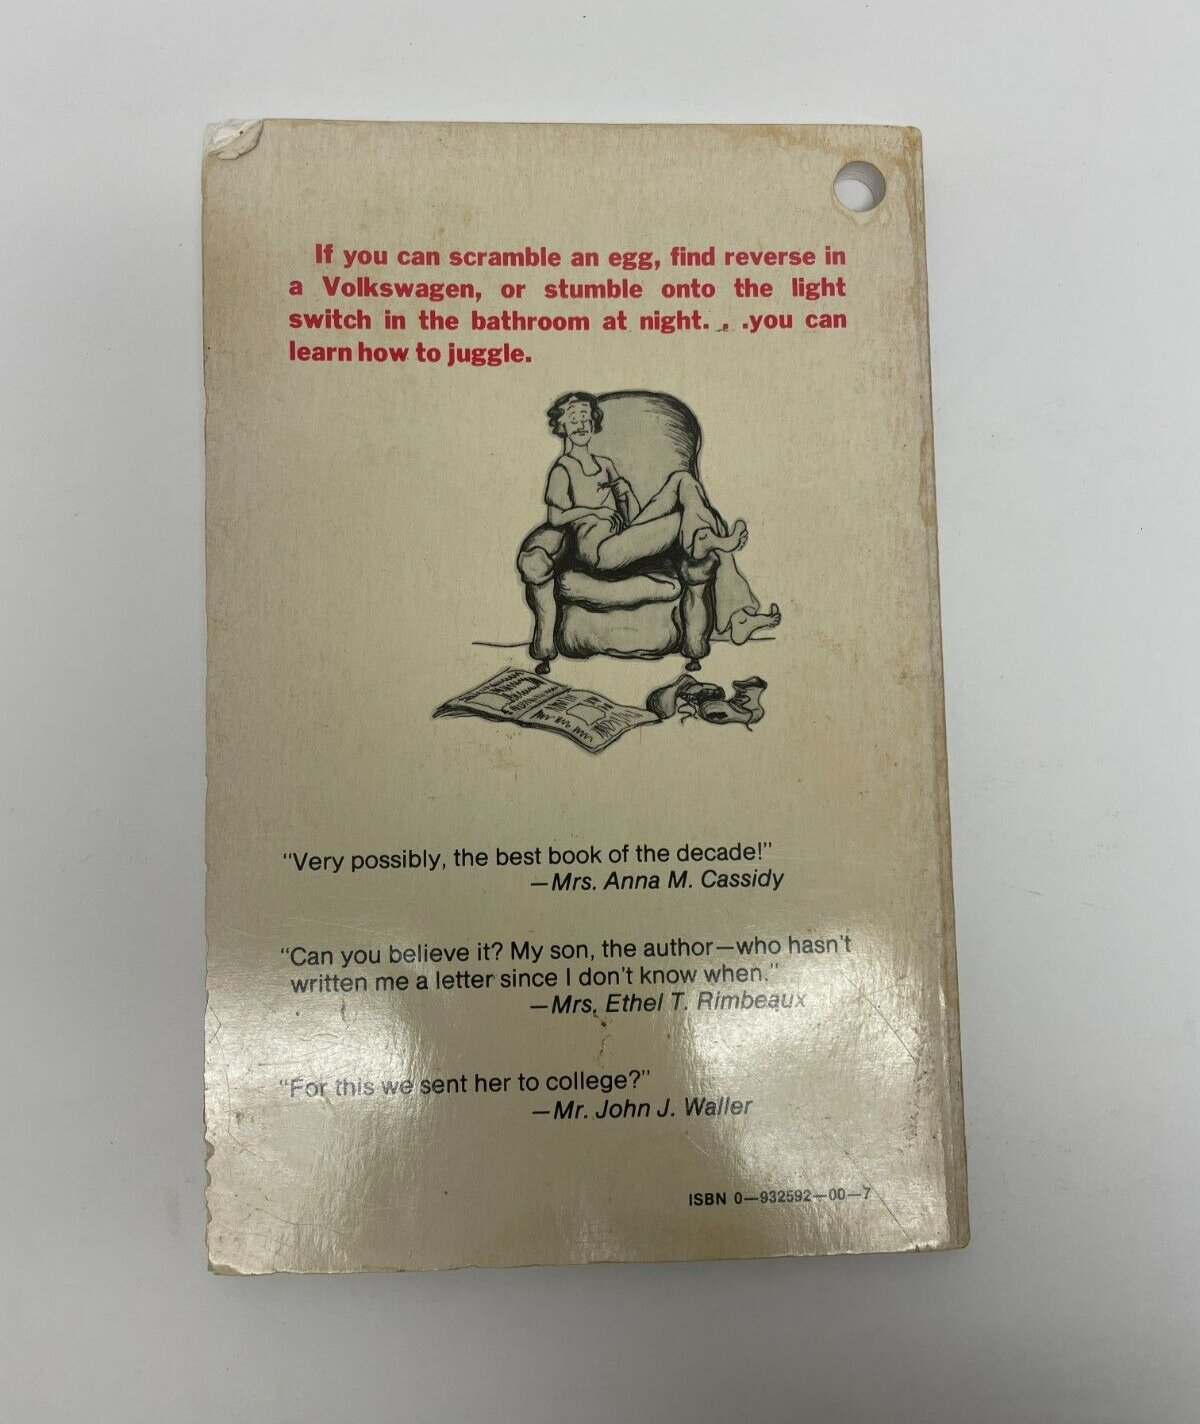 If you can scramble an egg, find reverse in
a Volkswagen, or stumble onto the light
switch in the bathroom at night. . .you can
learn how to juggle.
“Very possibly, the best book of the decade!”
—Mrs. Anna M. Cassidy
“Can you believe it? My son, the author—who hasn't
written me a letter since I don't know when.”
—Mrs. Ethel T. Rimbeaux
“For this we sent her to college?”
—Mr. John J. Waller
ISBN 0—932592—00—7